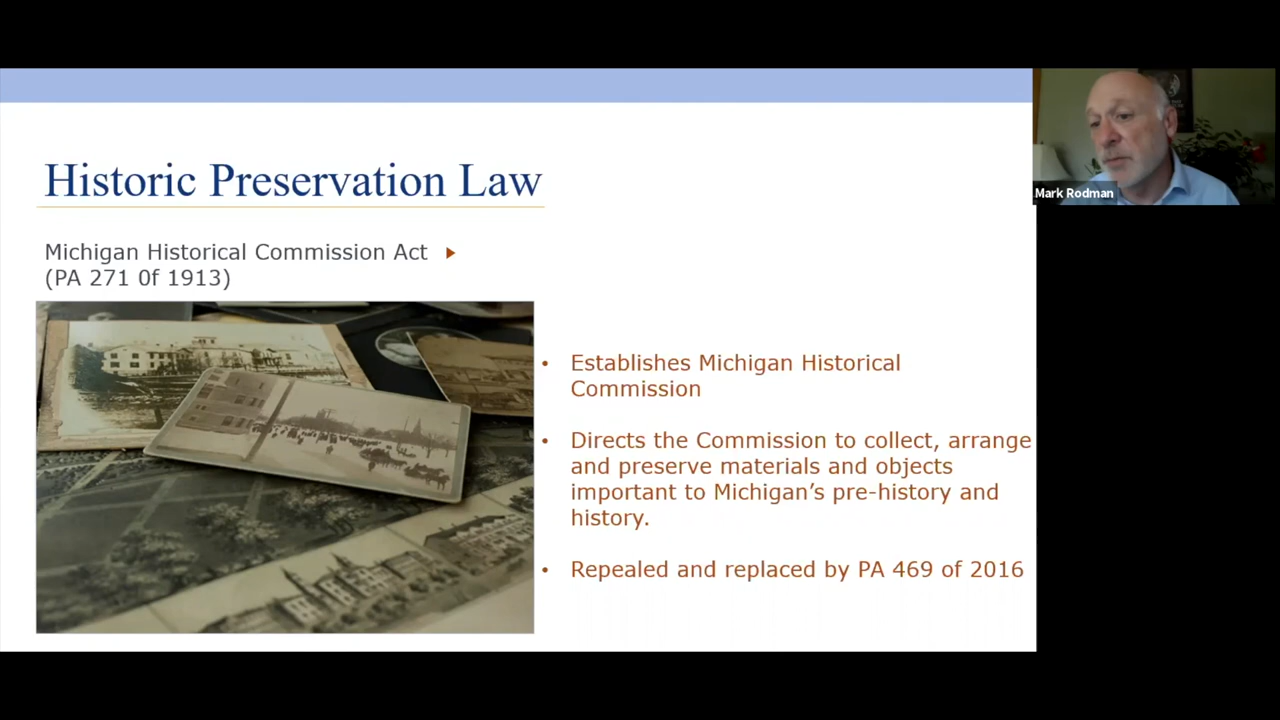 Historic Preservation Law
Mark Rodman
Michigan Historical Commission Act
(PA 271 0f 1913)
• Establishes Michigan Historical
Commission
• Directs the Commission to collect, arrange
and preserve materials and objects
important to Michigan’s pre-history and
history.
• Repealed and replaced by PA 469 of 2016